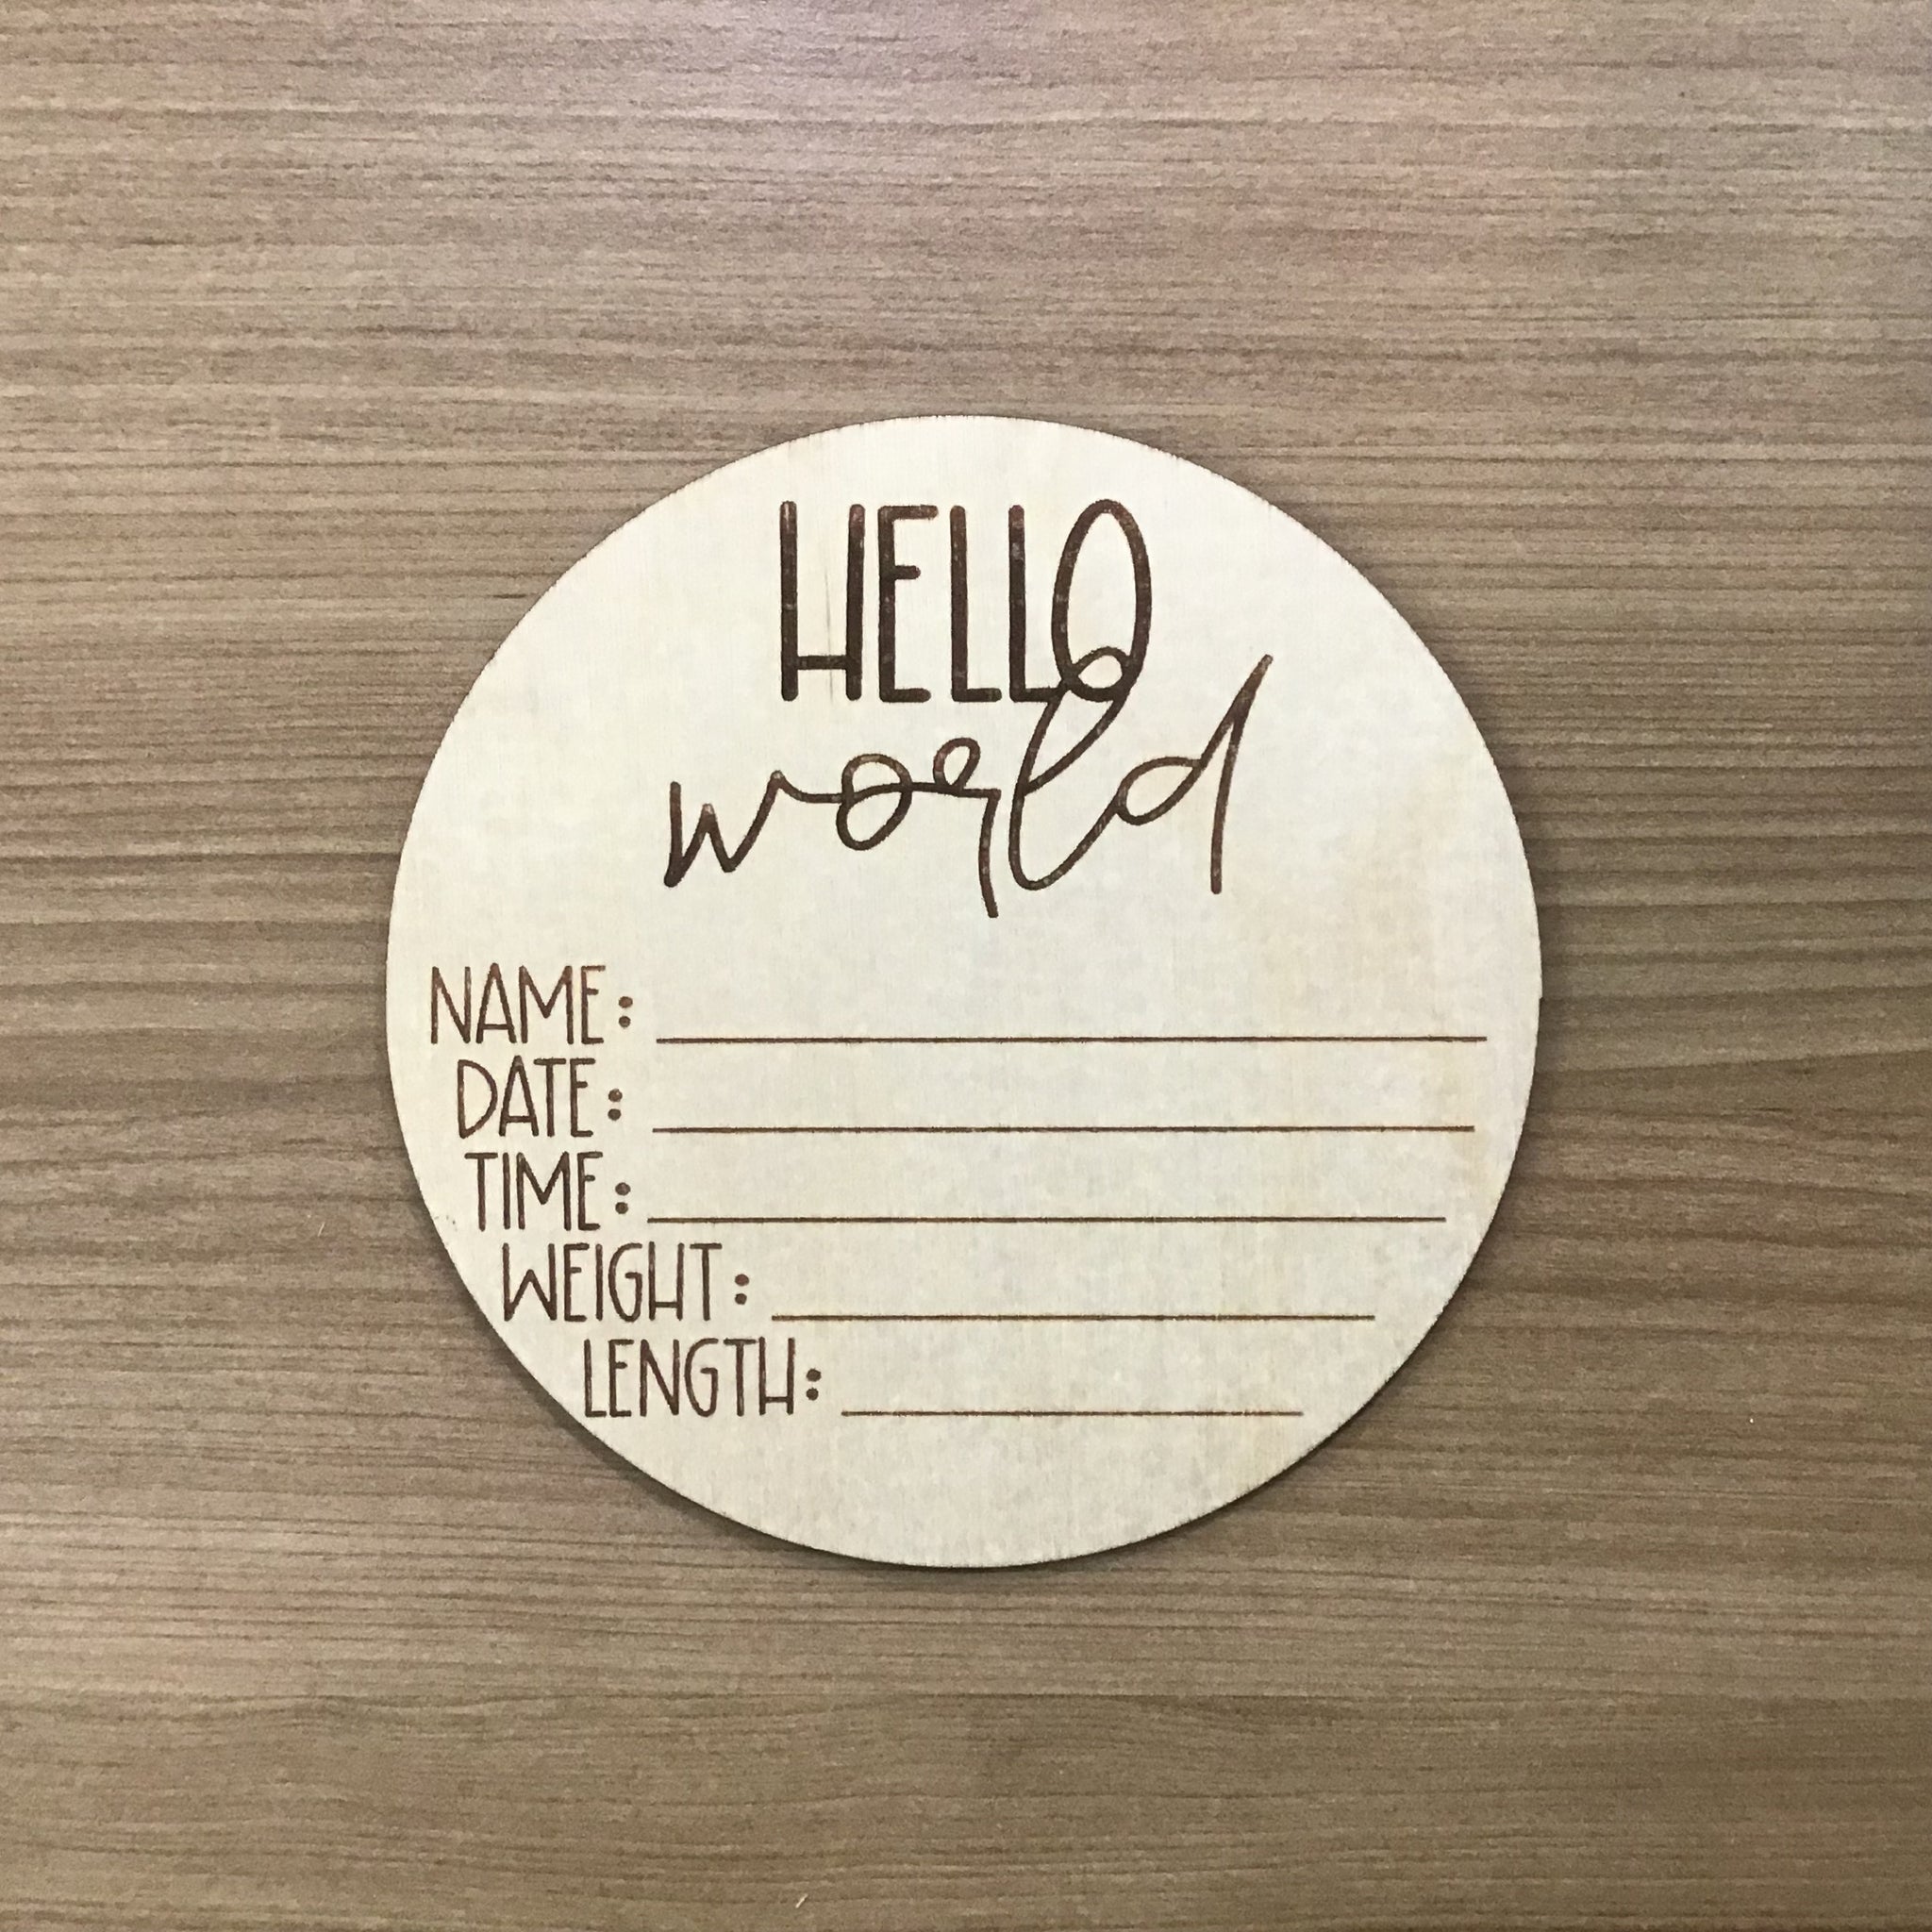 HELLO
world
NAME: 
DATE: 
TIME: 
WEIGHT: 
LENGTH: